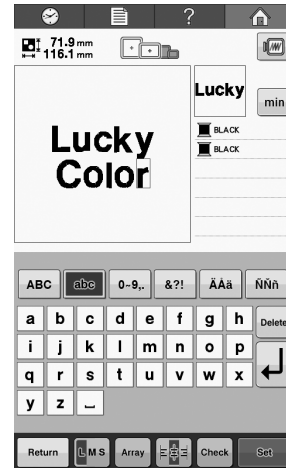 ?
71.9 mm
116.1 mm
Lucky
min
BLACK
BLACK
Lucky
Color
ABC abc 0~9,. &?! ÄÀä ÑÑñ
a b c d e f g h Delete
i j k l m n o p
q r s t u v w x
y z
Return L M S Array Check Set